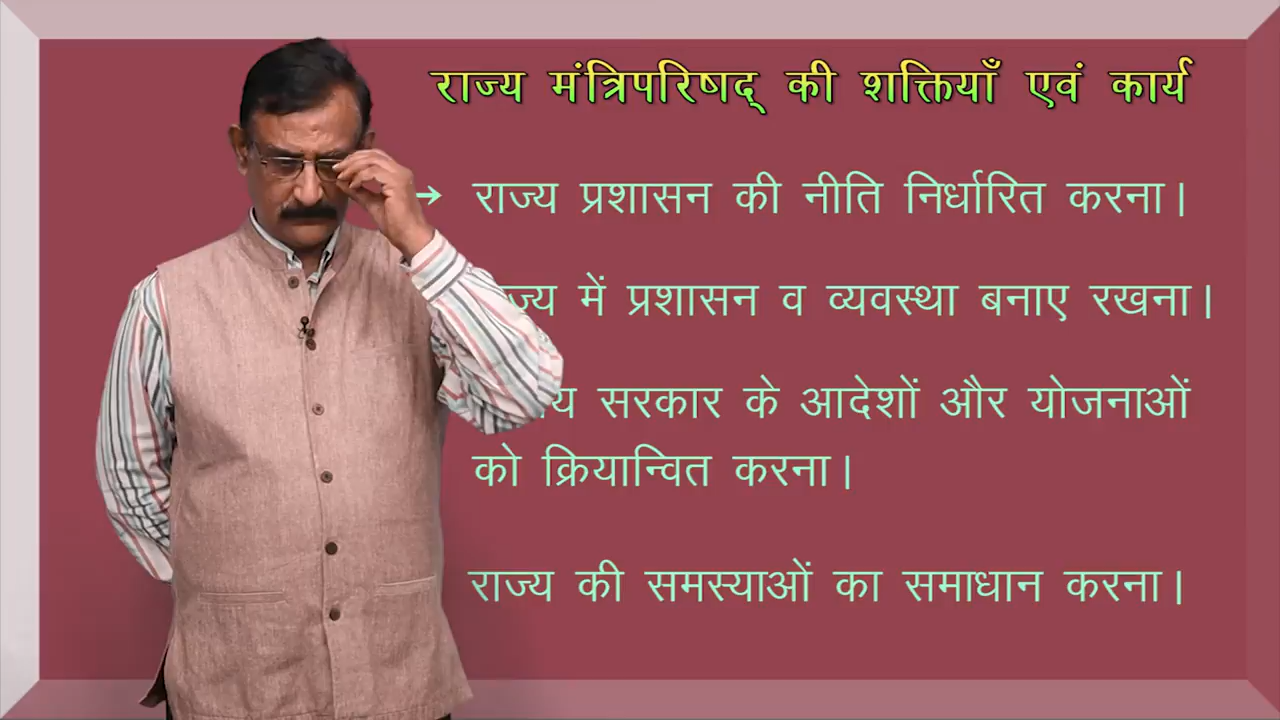 राज्य मंत्रिपरिषद् की शक्तियाँ एवं कार्य
→ राज्य प्रशासन की नीति निर्धारित करना।
में प्रशासन व व्यवस्था बनाए रखना।
सरकार के आदेशों और योजनाओं
को क्रियान्वित करना।
राज्य की समस्याओं का समाधान करना।